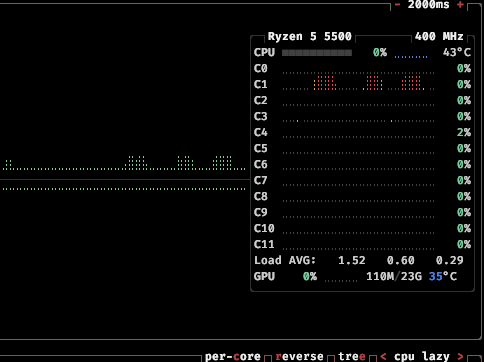 - 2000ms +
Ryzen 5 5500 400 MHz
CPU 0% 43°C
C0 0%
C1 0%
C2 0%
C3 0%
C4 2%
C5 0%
C6 0%
C7 0%
C8 0%
C9 0%
C10 0%
C11 0%
Load AVG: 1.52 0.60 0.29
GPU 0% 110M/23G 35°C
per-core reverse tree < cpu lazy >